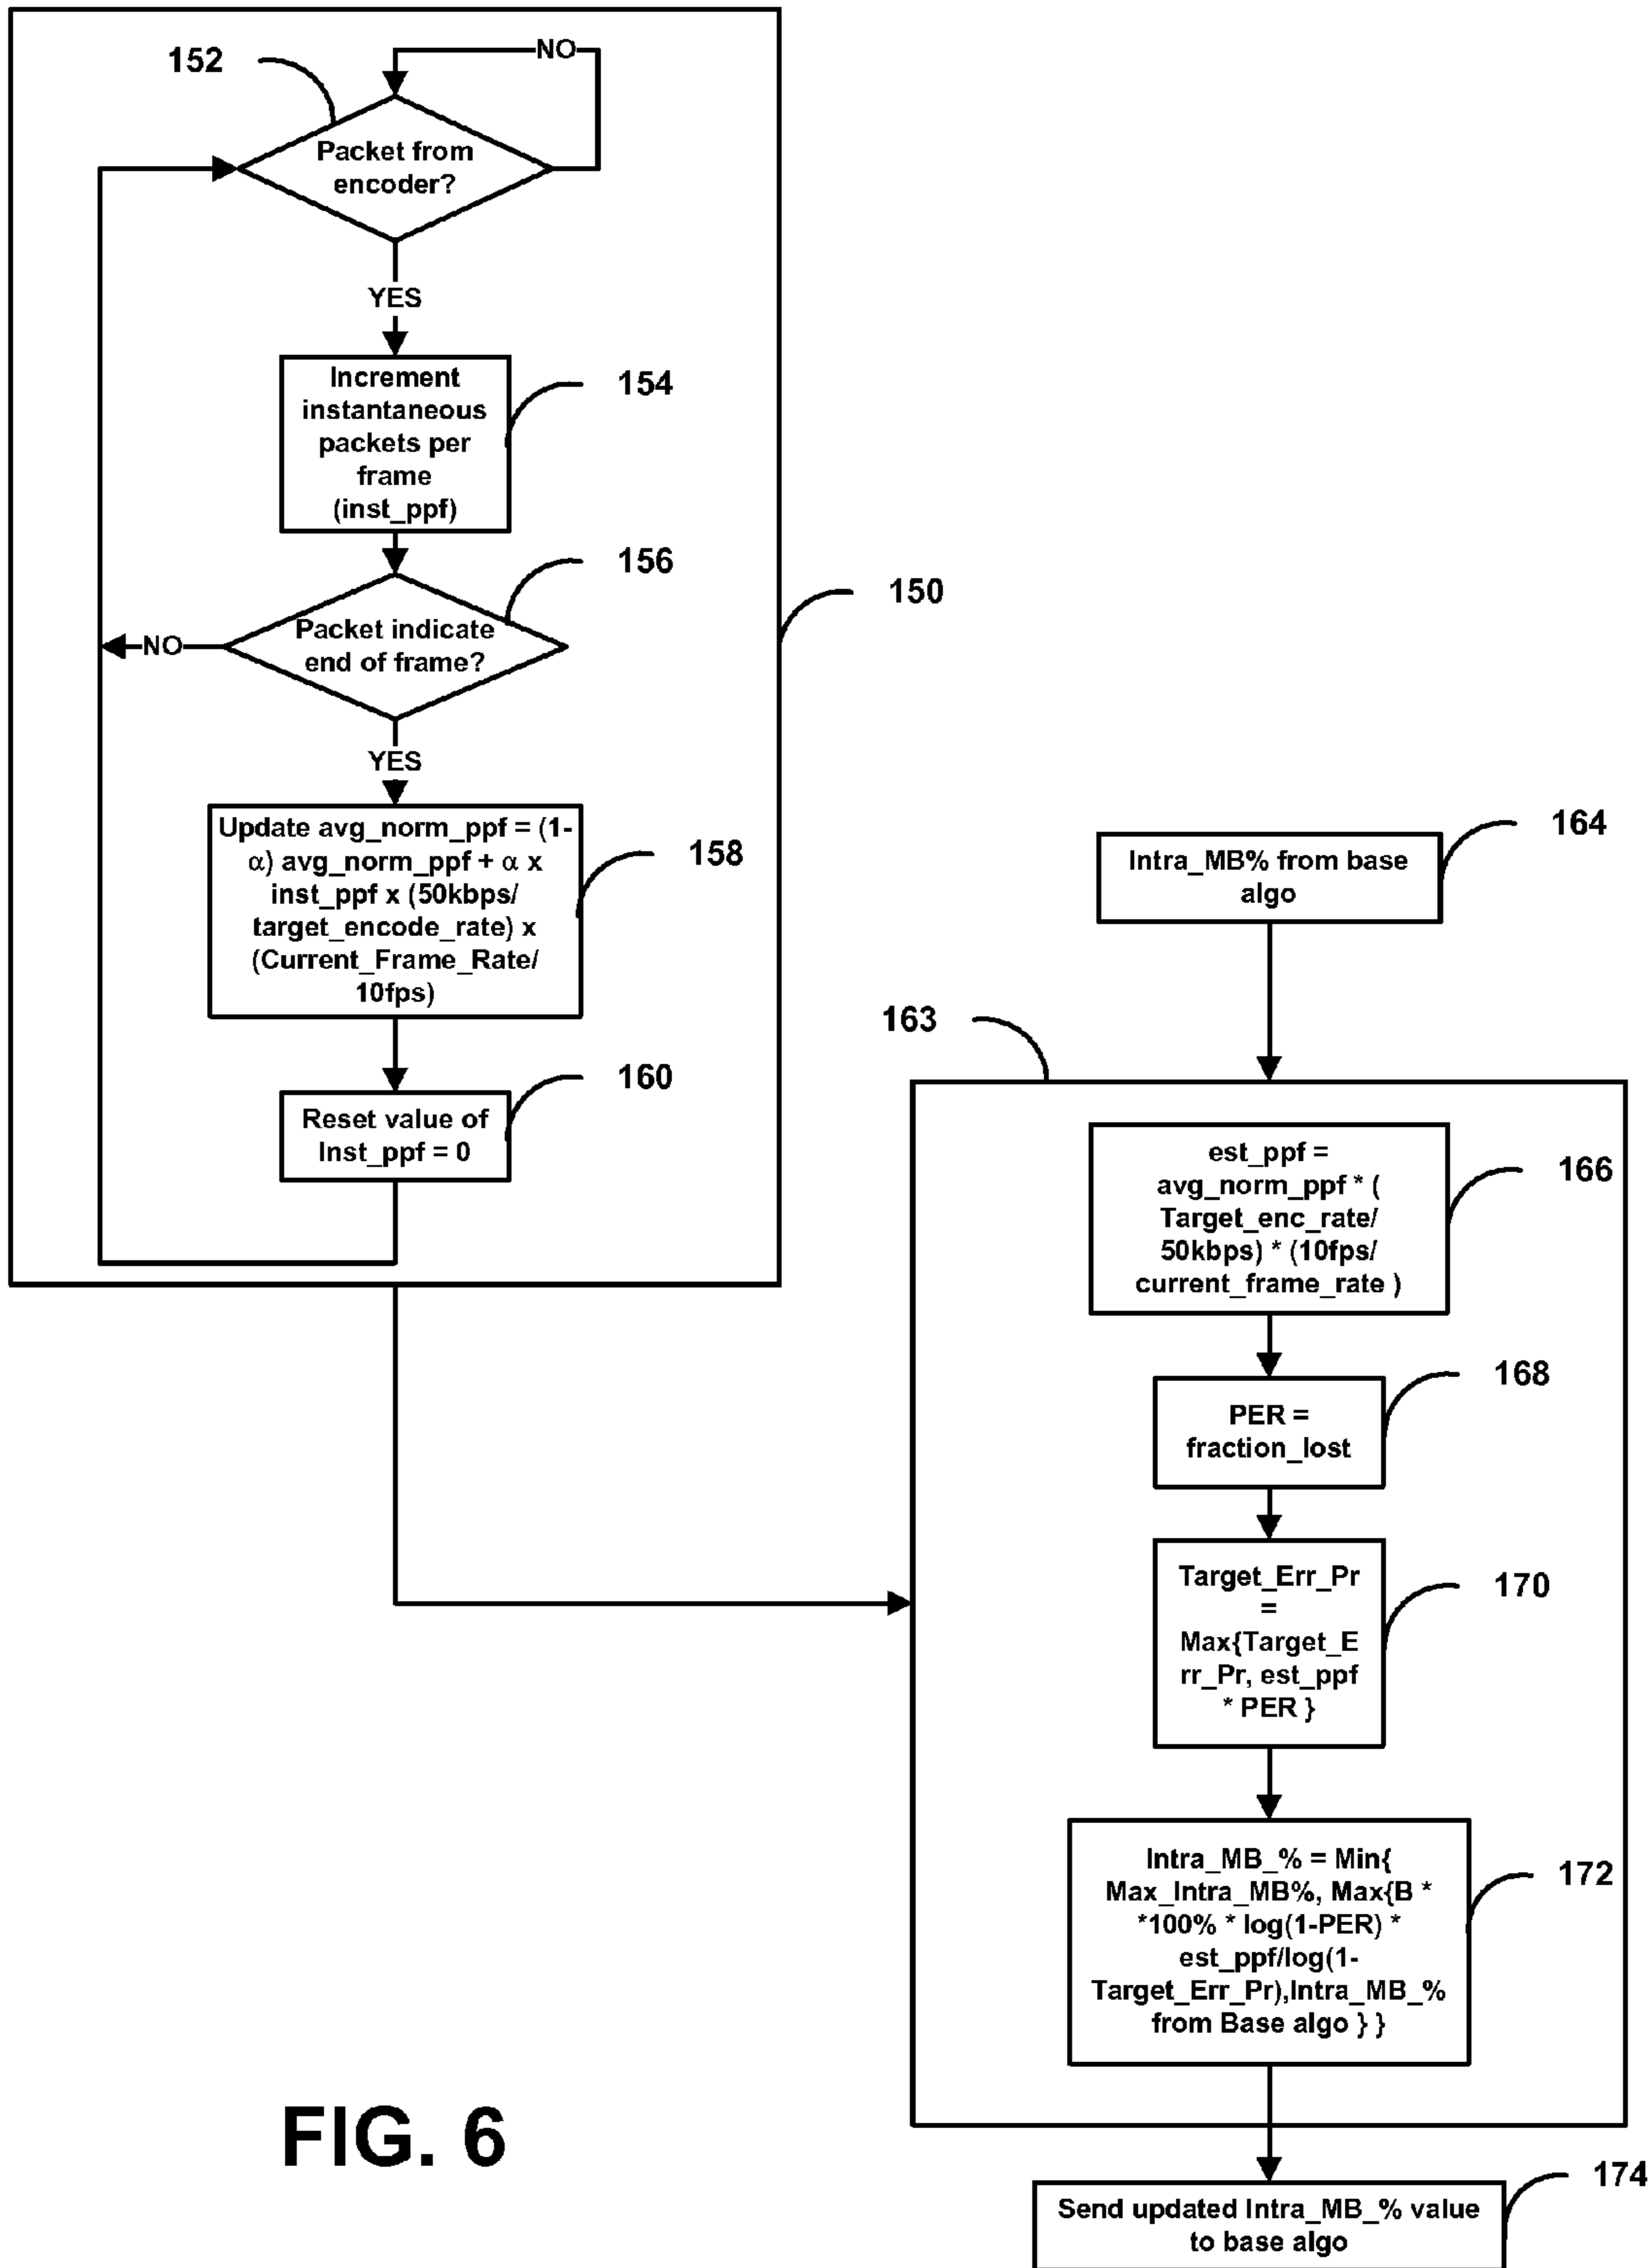 NO
152
Packet from
encoder?
YES
Increment
instantaneous
packets per
frame
(inst_ppf)
154
156
Packet indicate
end of frame?
NO
150
YES
Update avg_norm_ppf = (1-
α) avg_norm_ppf + α x
inst_ppf x (50kbps/
target_encode_rate) x
(Current_Frame_Rate/
10fps)
158
160
Reset value of
Inst_ppf = 0
164
Intra_MB% from base
algo
163
est_ppf =
avg_norm_ppf * (
Target_enc_rate/
50kbps) * (10fps/
current_frame_rate )
166
168
PER =
fraction_lost
Target_Err_Pr
=
Max{Target_E
rr_Pr, est_ppf
* PER }
170
Intra_MB_% = Min{
Max_Intra_MB%, Max{B *
*100% * log(1-PER) *
est_ppf/log(1-
Target_Err_Pr),Intra_MB_%
from Base algo } }
172
174
Send updated Intra_MB_% value
to base algo
FIG. 6